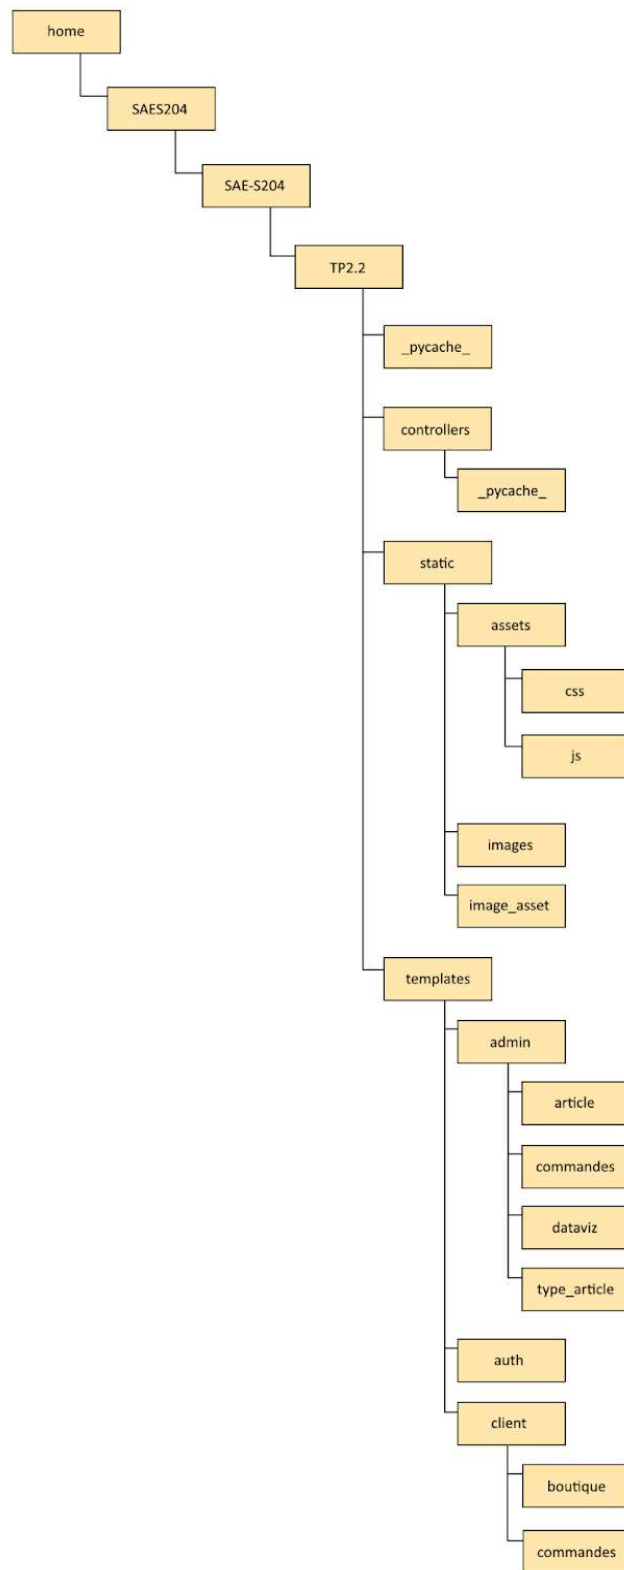 home
SAES204
SAE-S204
TP2.2
_pycache_
controllers
_pycache_
static
assets
css
js
images
image_asset
templates
admin
article
commandes
dataviz
type_article
auth
client
boutique
commandes